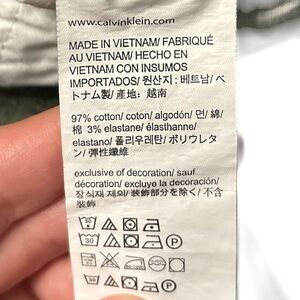 www.calvinklein.com
MADE IN VIETNAM/ FABRIQUÉ
AU VIETNAM/ HECHO EN
VIETNAM CON INSUMOS
IMPORTADOS/ 원산지 : 베트남/ ベ
トナム製/ 產地：越南
97% cotton/ coton/ algodón/ 면/ 綿/
棉 3% elastane/ élasthanne/
elastano/ 폴리우레탄/ ポリウレタ
ン/ 彈性纖維
exclusive of decoration/ sauf
décoration/ excluye la decoración/
장식재 제외/ 装飾部分を除く/ 不含
裝飾
30
P
30
P